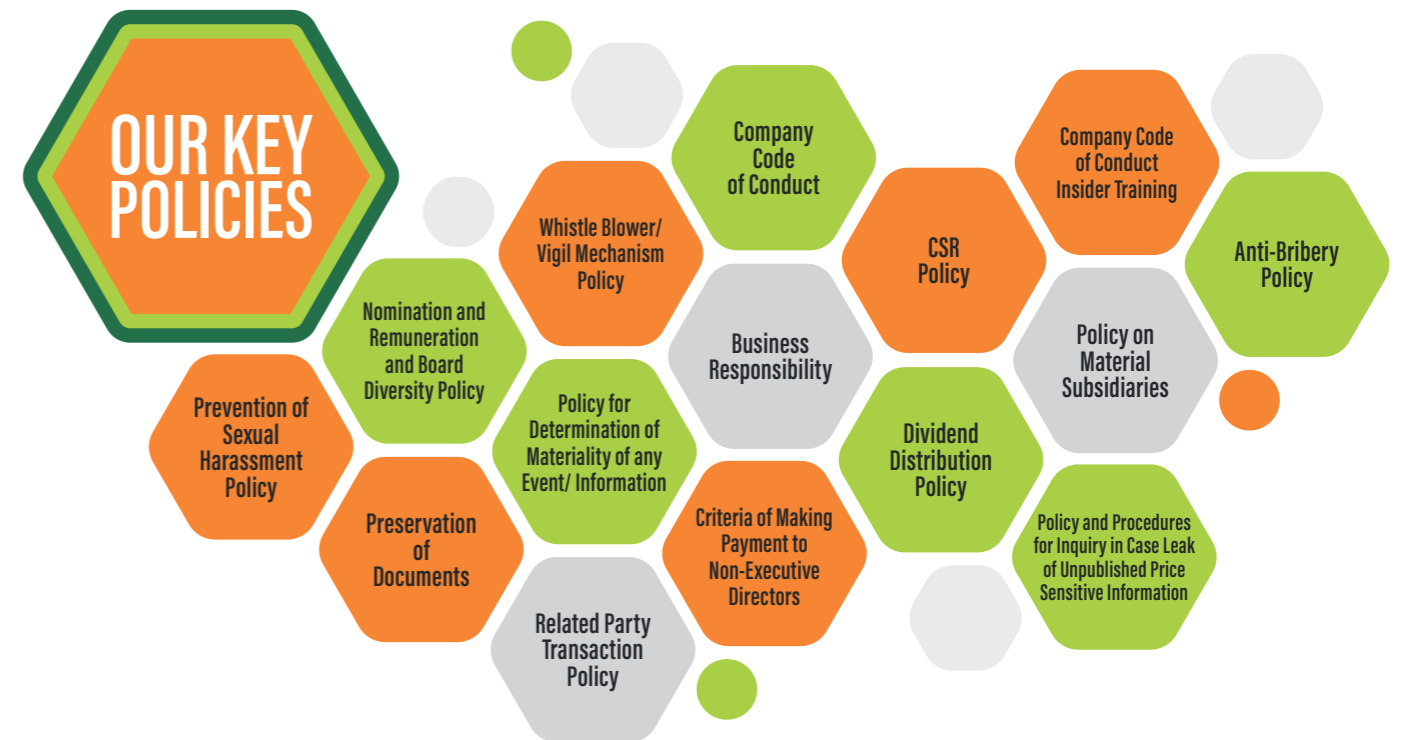 OUR KEY
POLICIES
Company
Code
of Conduct
Company Code
of Conduct
Insider Training
Whistle Blower/
Vigil Mechanism
Policy
CSR
Policy
Anti-Bribery
Policy
Nomination and
Remuneration
and Board
Diversity Policy
Business
Responsibility
Policy on
Material
Subsidiaries
Prevention of
Sexual
Harassment
Policy
Policy for
Determination of
Materiality of any
Event/ Information
Dividend
Distribution
Policy
Preservation
of
Documents
Criteria of Making
Payment to
Non-Executive
Directors
Policy and Procedures
for Inquiry in Case Leak
of Unpublished Price
Sensitive Information
Related Party
Transaction
Policy